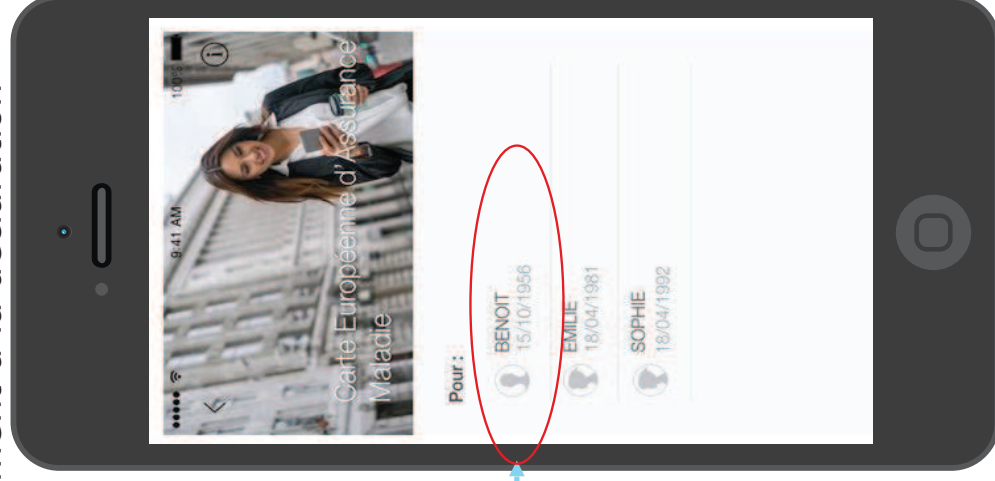 9:41 AM
100%
Carte Européenne d'Assurance
Maladie
Pour :
BENOIT
15/10/1956
EMILIE
18/04/1981
SOPHIE
18/04/1992